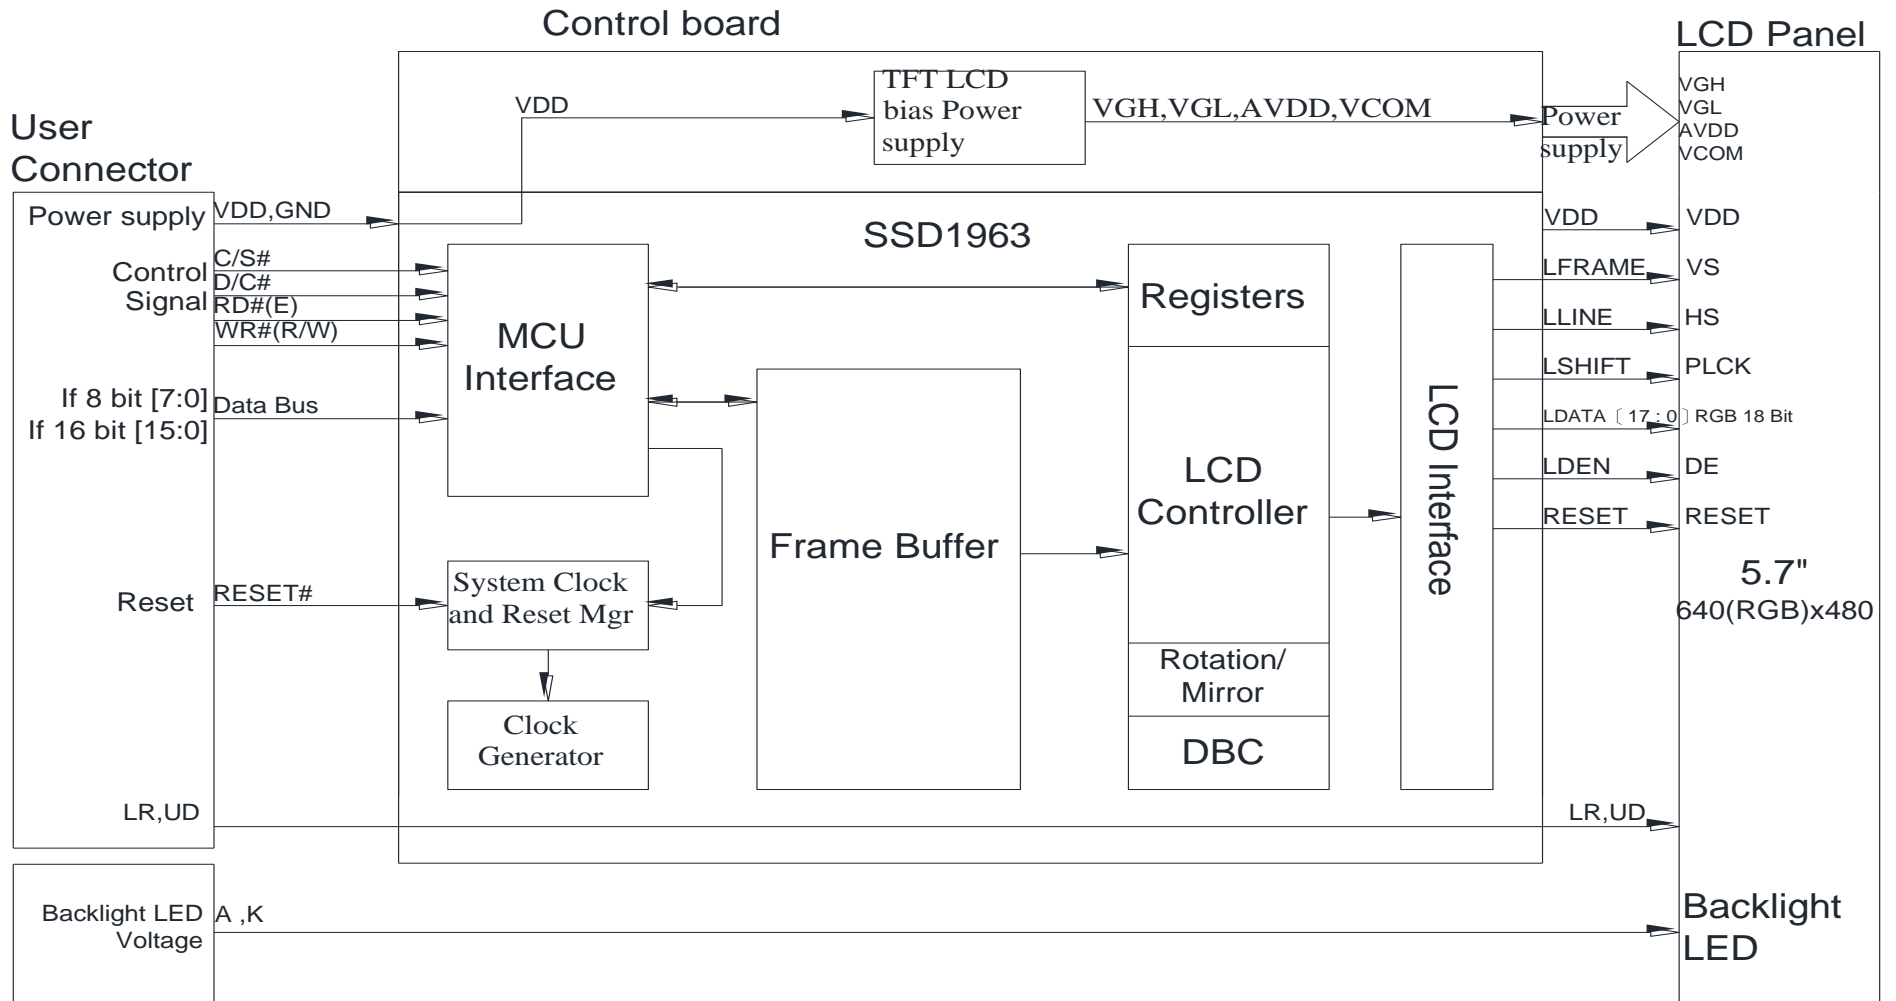 Control board
LCD Panel
TFT LCD
bias Power
supply
VDD
VGH,VGL,AVDD,VCOM
Power
supply
VGH
VGL
AVDD
VCOM
User
Connector
Power supply
VDD,GND
SSD1963
VDD
VDD
Control
Signal
C/S#
D/C#
RD#(E)
WR#(R/W)
MCU
Interface
Registers
LFRAME
VS
LLINE
HS
LSHIFT
PLCK
If 8 bit [7:0]
If 16 bit [15:0]
Data Bus
LCD Interface
LDATA〔17:0〕RGB 18 Bit
LCD
Controller
LDEN
DE
RESET
RESET
Frame Buffer
5.7"
640(RGB)x480
Reset
RESET#
System Clock
and Reset Mgr
Rotation/
Mirror
Clock
Generator
DBC
LR,UD
LR,UD
Backlight LED
Voltage
A ,K
Backlight
LED